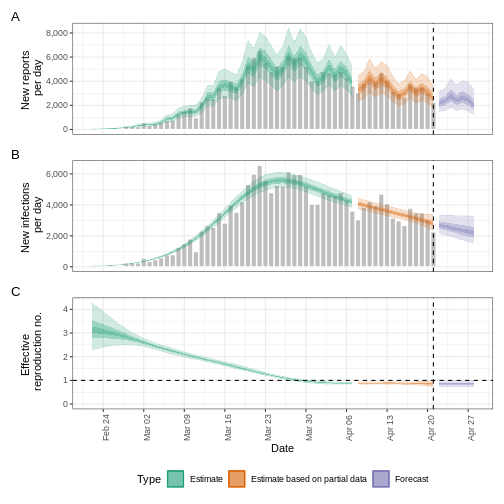 A
New reports
per day
8,000
6,000
4,000
2,000
0
B
New infections
per day
6,000
4,000
2,000
0
C
Effective
reproduction no.
4
3
2
1
0
Feb 24
Mar 02
Mar 09
Mar 16
Mar 23
Mar 30
Apr 06
Apr 13
Apr 20
Apr 27
Date
Type Estimate Estimate based on partial data Forecast